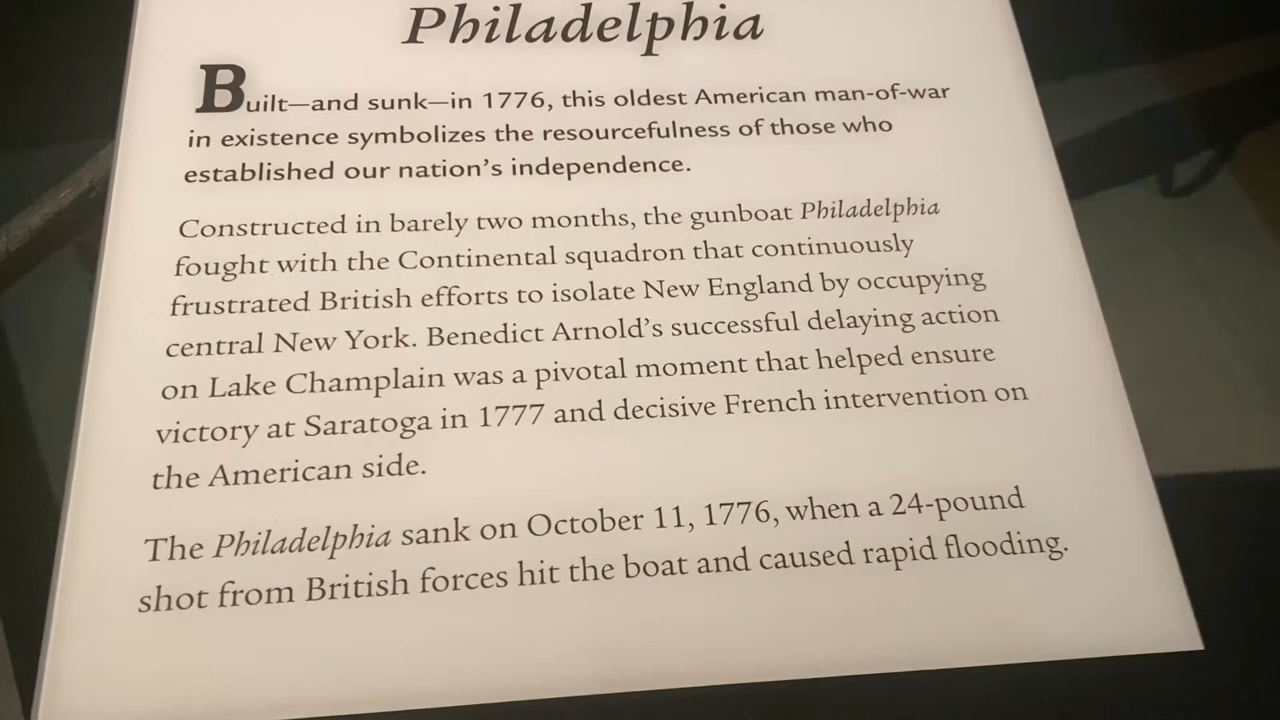 Philadelphia
Built—and sunk—in 1776, this oldest American man-of-war
in existence symbolizes the resourcefulness of those who
established our nation's independence.
Constructed in barely two months, the gunboat Philadelphia
fought with the Continental squadron that continuously
frustrated British efforts to isolate New England by occupying
central New York. Benedict Arnold's successful delaying action
on Lake Champlain was a pivotal moment that helped ensure
victory at Saratoga in 1777 and decisive French intervention on
the American side.
The Philadelphia sank on October 11, 1776, when a 24-pound
shot from British forces hit the boat and caused rapid flooding.